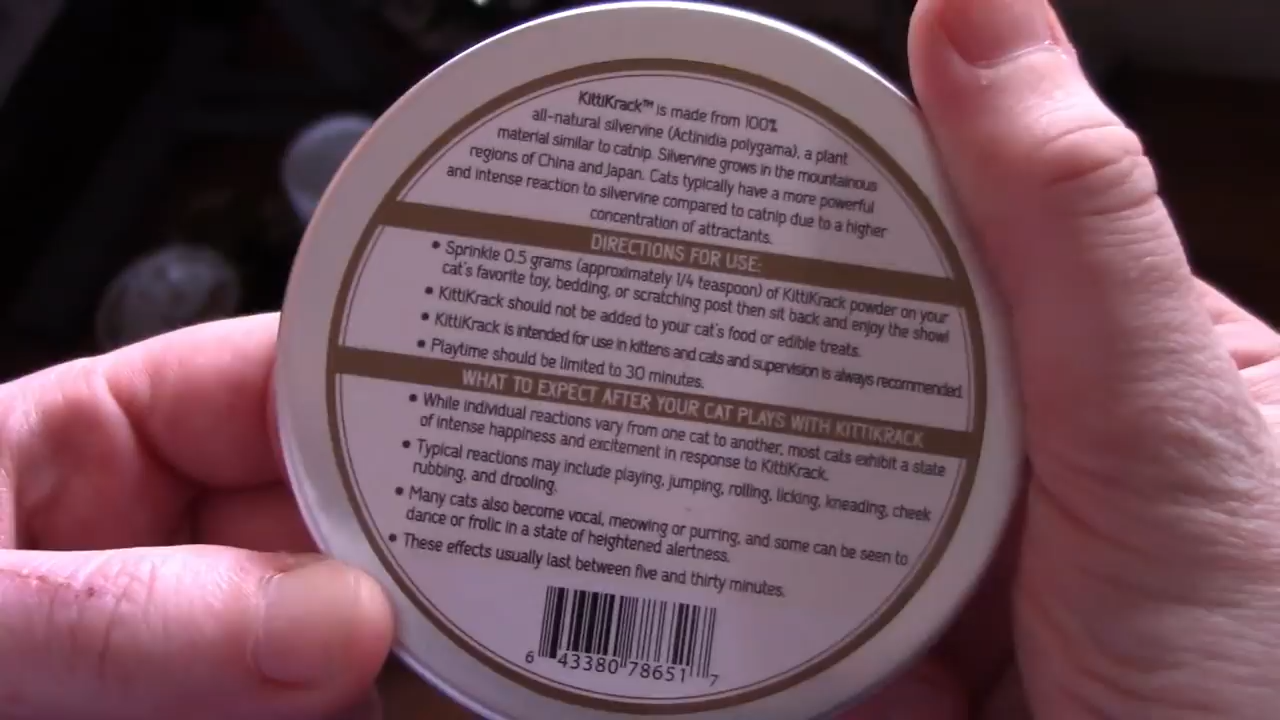 KittiKrack™ is made from 100%
all-natural silvervine (Actinidia polygama), a plant
material similar to catnip. Silvervine grows in the mountainous
regions of China and Japan. Cats typically have a more powerful
and intense reaction to silvervine compared to catnip due to a higher
concentration of attractants.
DIRECTIONS FOR USE:
• Sprinkle 0.5 grams (approximately 1/4 teaspoon) of KittiKrack powder on your
cat's favorite toy, bedding, or scratching post then sit back and enjoy the show!
• KittiKrack should not be added to your cat's food or edible treats.
• KittiKrack is intended for use in kittens and cats and supervision is always recommended.
• Playtime should be limited to 30 minutes.
WHAT TO EXPECT AFTER YOUR CAT PLAYS WITH KITTIKRACK
• While individual reactions vary from one cat to another, most cats exhibit a state
of intense happiness and excitement in response to KittiKrack.
• Typical reactions may include playing, jumping, rolling, licking, kneading, cheek
rubbing, and drooling.
• Many cats also become vocal, meowing or purring, and some can be seen to
dance or frolic in a state of heightened alertness.
• These effects usually last between five and thirty minutes.
6 43380 78651 7